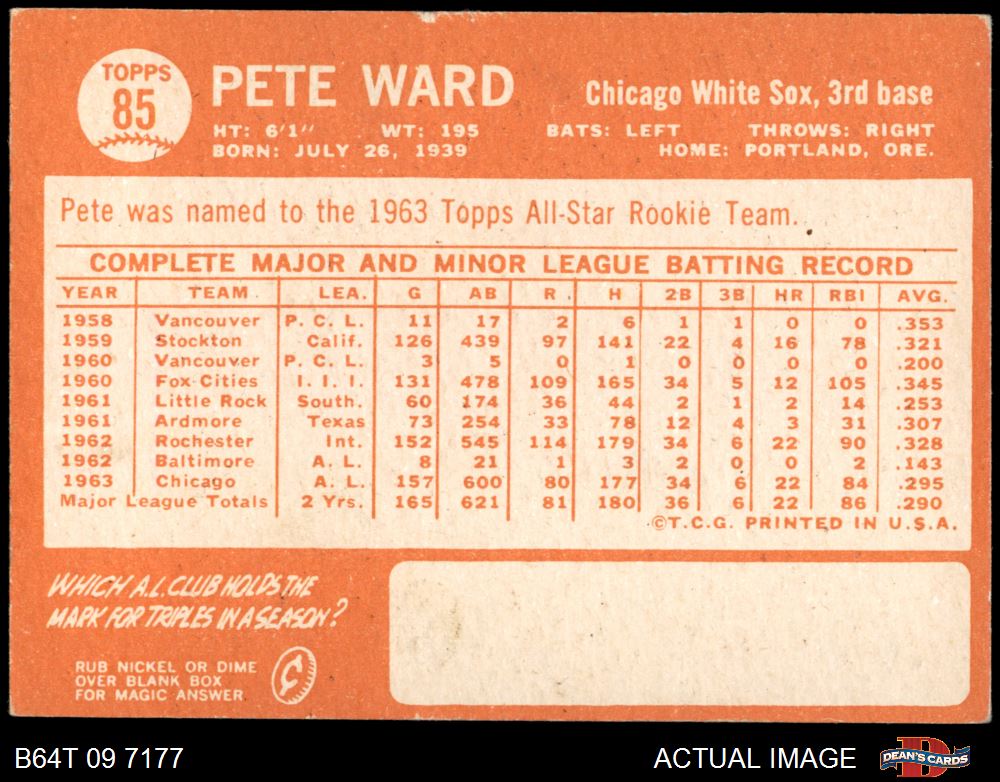 TOPPS
85
PETE WARD
Chicago White Sox, 3rd base
HT: 6'1" WT: 195 BATS: LEFT THROWS: RIGHT
BORN: JULY 26, 1939 HOME: PORTLAND, ORE.
Pete was named to the 1963 Topps All-Star Rookie Team.
COMPLETE MAJOR AND MINOR LEAGUE BATTING RECORD
YEAR TEAM LEA. G AB R H 2B 3B HR RBI AVG.
1958 Vancouver P. C. L. 11 17 2 6 1 1 0 0 .353
1959 Stockton Calif. 126 439 97 141 22 4 16 78 .321
1960 Vancouver P. C. L. 3 5 0 1 0 0 0 0 .200
1960 Fox Cities I. I. I. 131 478 109 165 34 5 12 105 .345
1961 Little Rock South. 60 174 36 44 2 1 2 14 .253
1961 Ardmore Texas 73 254 33 78 12 4 3 31 .307
1962 Rochester Int. 152 545 114 179 34 6 22 90 .328
1962 Baltimore A. L. 8 21 1 3 2 0 0 2 .143
1963 Chicago A. L. 157 600 80 177 34 6 22 84 .295
Major League Totals 2 Yrs. 165 621 81 180 36 6 22 86 .290
©T.C.G. PRINTED IN U.S.A.
WHICH A.L. CLUB HOLDS THE
MARK FOR TRIPLES IN A SEASON?
RUB NICKEL OR DIME
OVER BLANK BOX
FOR MAGIC ANSWER
¢
B64T 09 7177
ACTUAL IMAGE
D
DEAN'S CARDS